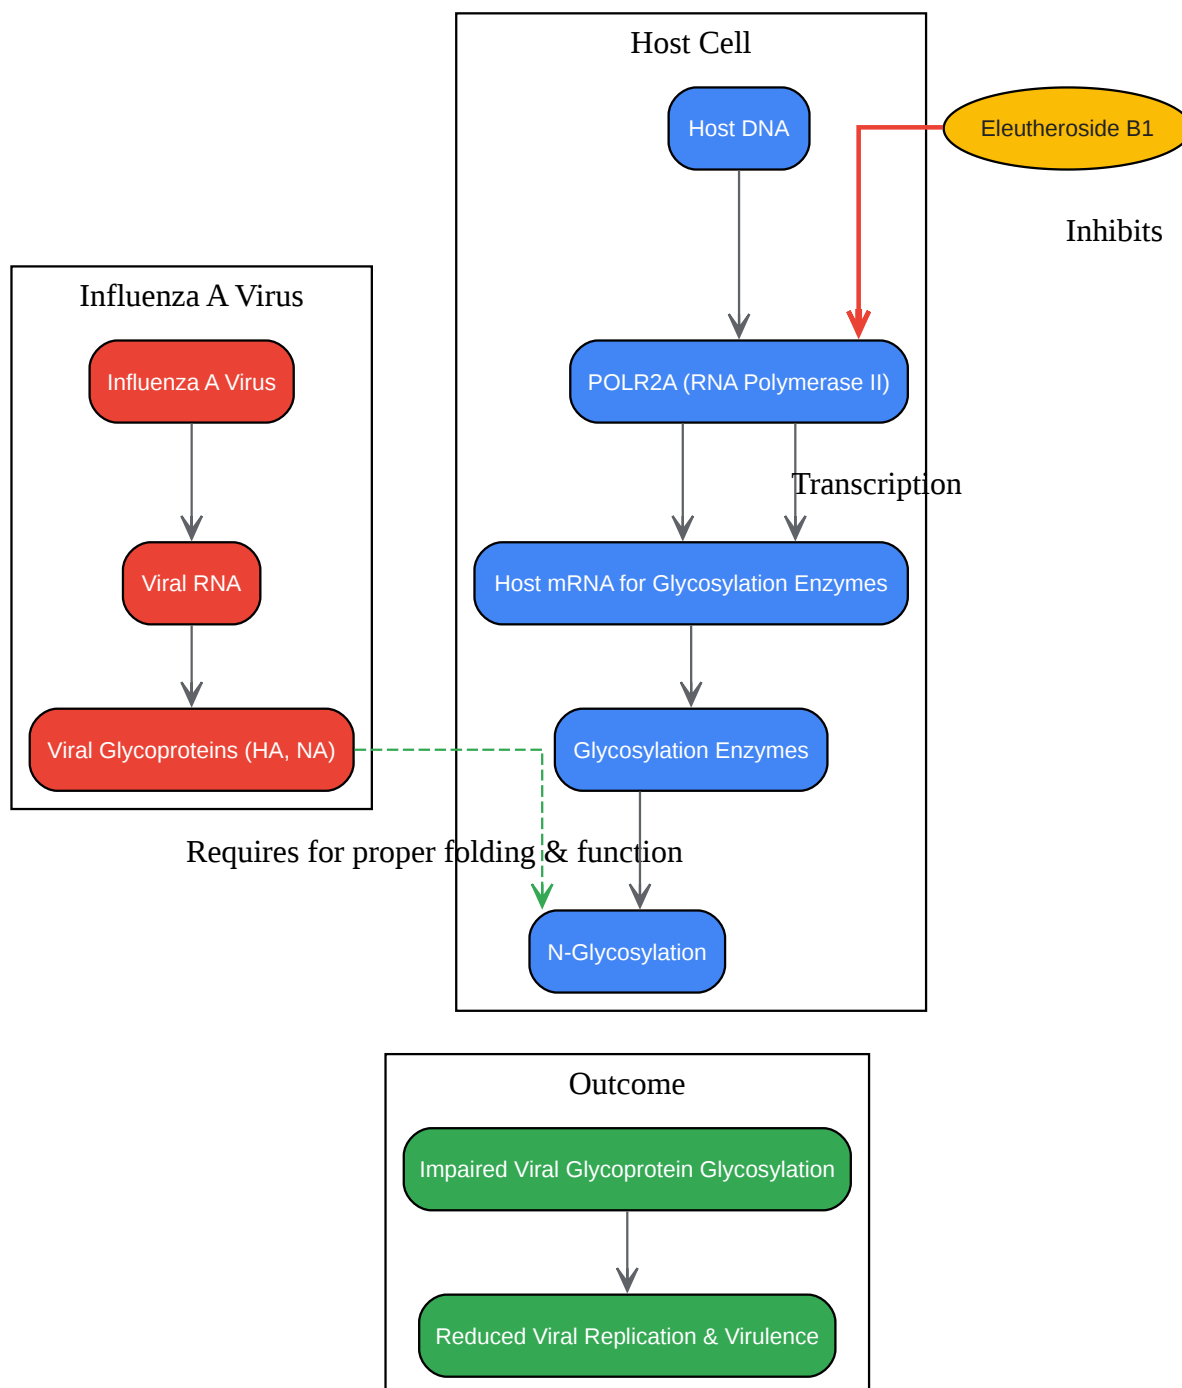 Host Cell
Host DNA
Eleutheroside B1
Inhibits
Influenza A Virus
Influenza A Virus
POLR2A (RNA Polymerase II)
Transcription
Viral RNA
Host mRNA for Glycosylation Enzymes
Viral Glycoproteins (HA, NA)
Glycosylation Enzymes
Requires for proper folding & function
N-Glycosylation
Outcome
Impaired Viral Glycoprotein Glycosylation
Reduced Viral Replication & Virulence